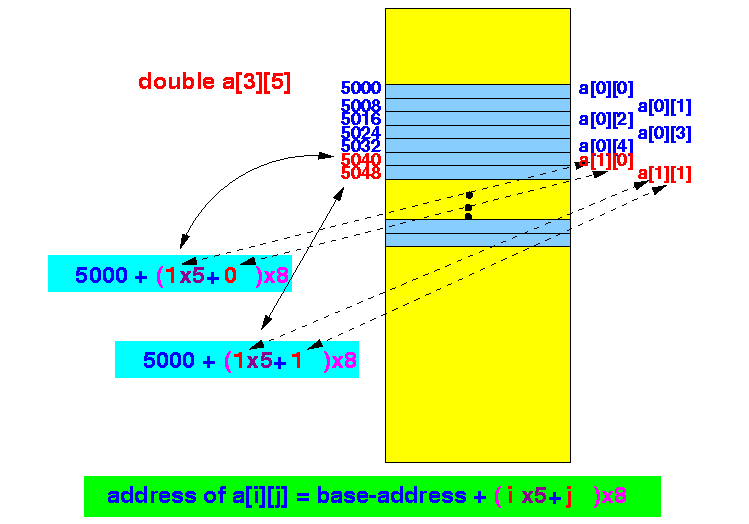 double a[3][5]
5000 a[0][0]
5008 a[0][1]
5016 a[0][2]
5024 a[0][3]
5032 a[0][4]
5040 a[1][0]
5048 a[1][1]
5000 + (1x5+ 0 )x8
5000 + (1x5+ 1 )x8
address of a[i][j] = base-address + ( i x5+ j )x8